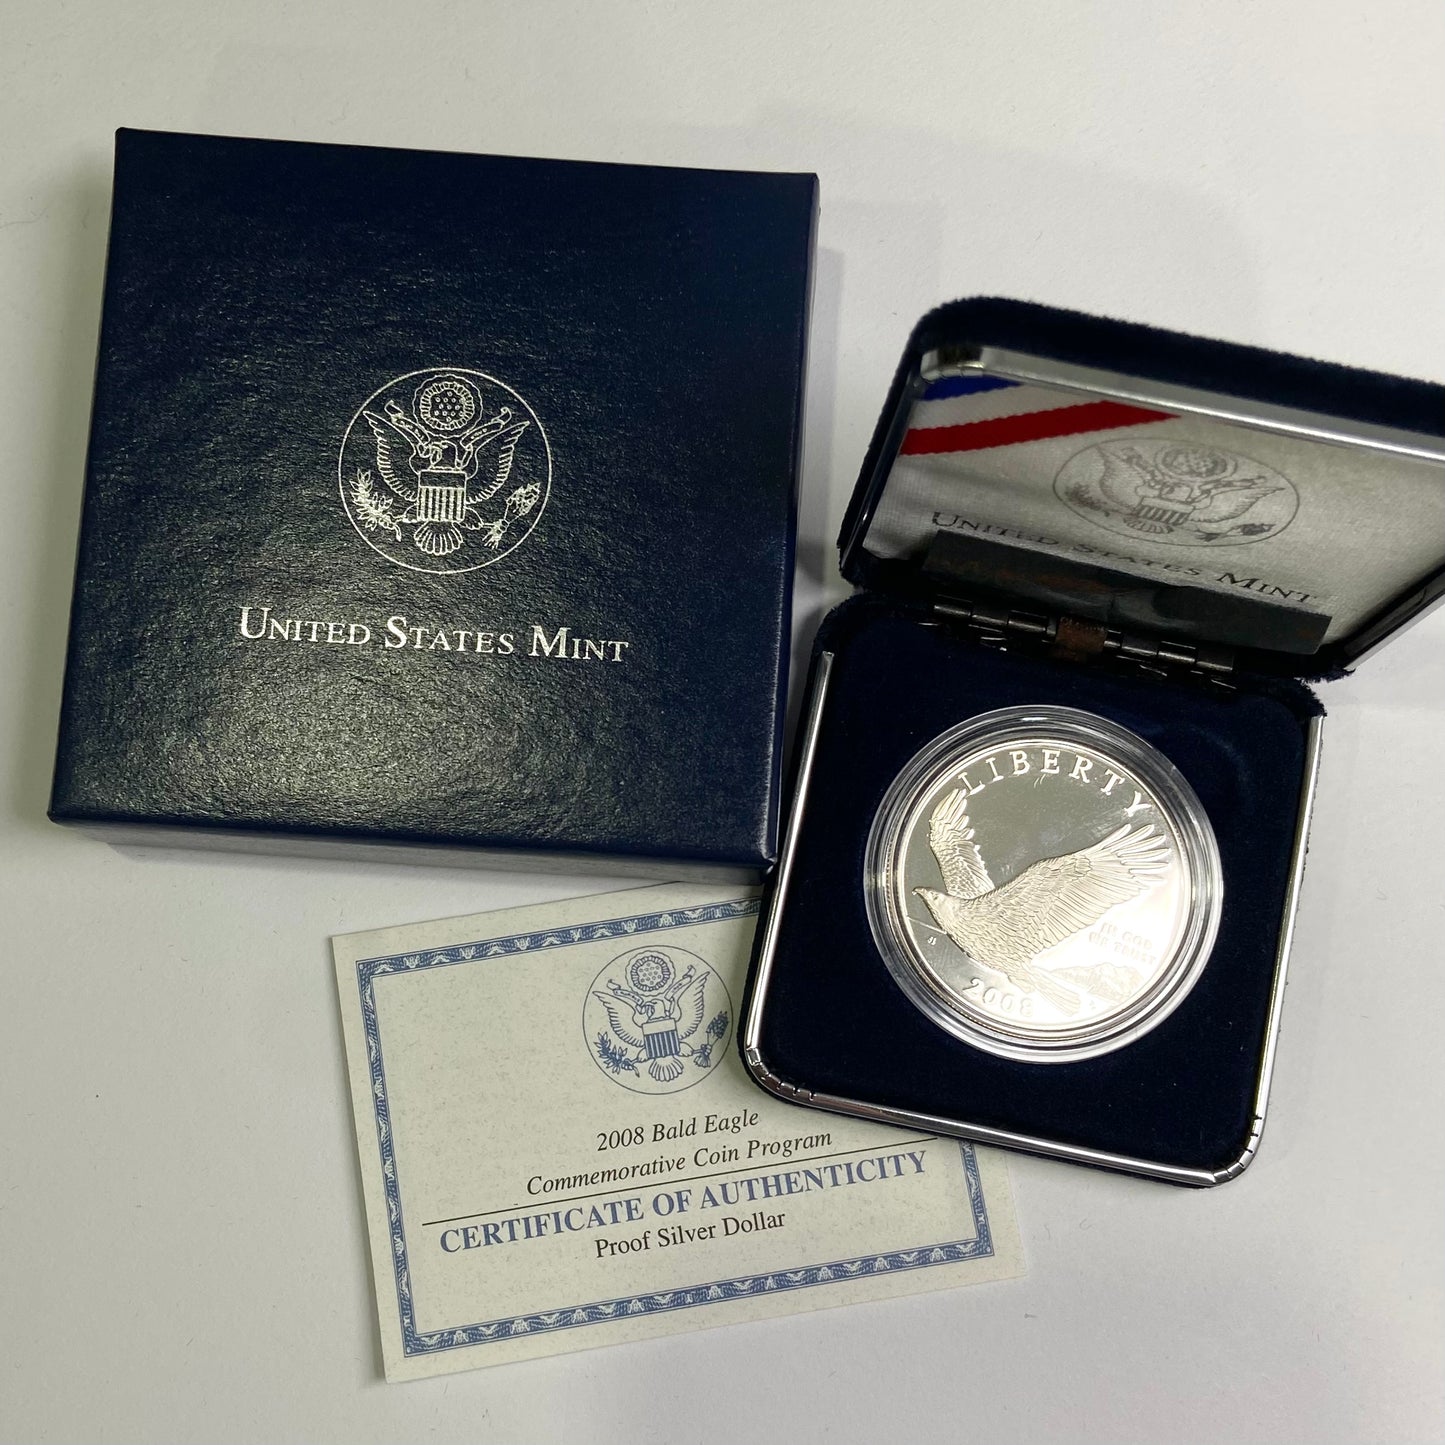 UNITED STATES MINT
UNITED STATES MINT
LIBERTY
IN GOD
WE TRUST
2008
2008 Bald Eagle
Commemorative Coin Program
CERTIFICATE OF AUTHENTICITY
Proof Silver Dollar